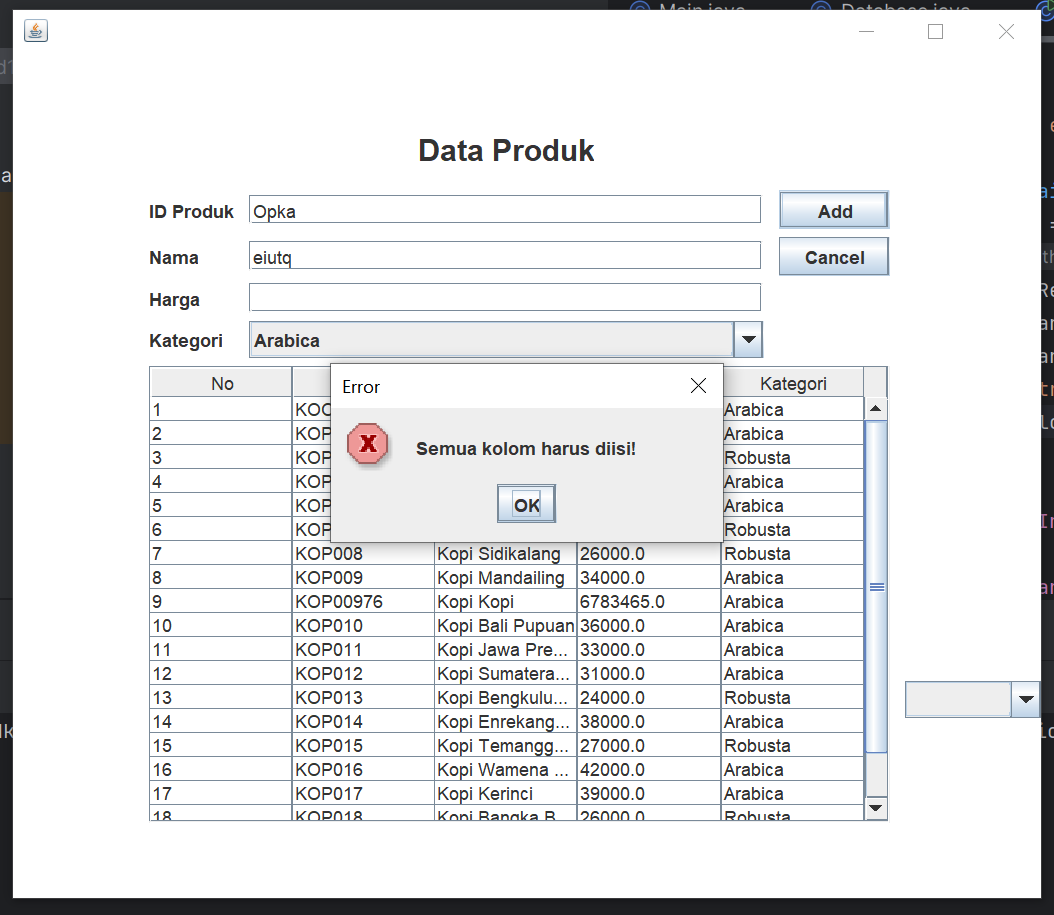 Main.java
Database.java
Data Produk
ID Produk Opka Add
Nama eiutq Cancel
Harga
Kategori Arabica
No Kategori
Error
Semua kolom harus diisi!
OK
1 Arabica
2 KOP Arabica
3 KOP Robusta
4 KOP Arabica
5 KOP Arabica
6 KOP Robusta
7 KOP008 Kopi Sidikalang 26000.0 Robusta
8 KOP009 Kopi Mandailing 34000.0 Arabica
9 KOP00976 Kopi Kopi 6783465.0 Arabica
10 KOP010 Kopi Bali Pupuan 36000.0 Arabica
11 KOP011 Kopi Jawa Pre... 33000.0 Arabica
12 KOP012 Kopi Sumatera... 31000.0 Arabica
13 KOP013 Kopi Bengkulu... 24000.0 Robusta
14 KOP014 Kopi Enrekang... 38000.0 Arabica
15 KOP015 Kopi Temangg... 27000.0 Robusta
16 KOP016 Kopi Wamena ... 42000.0 Arabica
17 KOP017 Kopi Kerinci 39000.0 Arabica
18 KOP018 Kopi Bangka B... 26000.0 Robusta